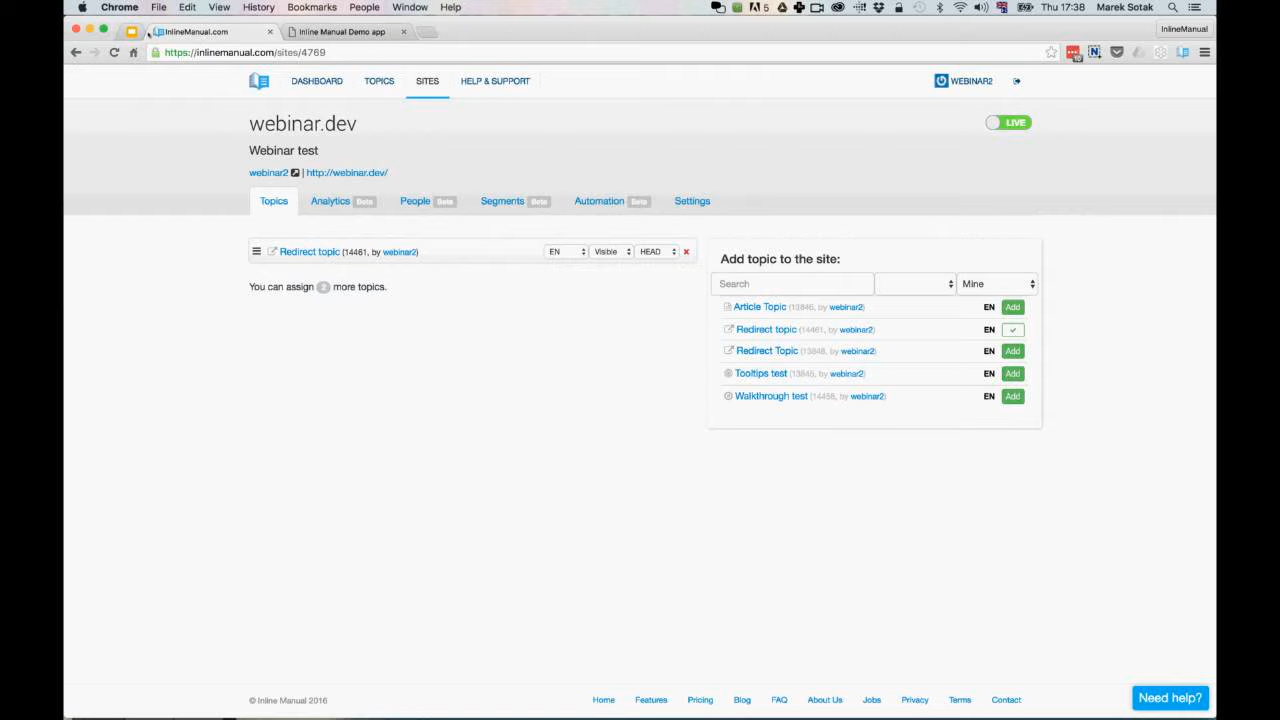 Chrome File Edit View History Bookmarks People Window Help 5 Thu 17:38 Marek Sotak
InlineManual.com × Inline Manual Demo app × InlineManual
https://inlinemanual.com/sites/4769
DASHBOARD TOPICS SITES HELP & SUPPORT WEBINAR2
webinar.dev LIVE
Webinar test
webinar2 | http://webinar.dev/
Topics Analytics Beta People Beta Segments Beta Automation Beta Settings
Redirect topic (14461, by webinar2) EN Visible HEAD ×
You can assign 2 more topics.
Add topic to the site:
Search Mine
Article Topic (13846, by webinar2) EN Add
Redirect topic (14461, by webinar2) EN
Redirect Topic (13848, by webinar2) EN Add
Tooltips test (13845, by webinar2) EN Add
Walkthrough test (14458, by webinar2) EN Add
© Inline Manual 2016 Home Features Pricing Blog FAQ About Us Jobs Privacy Terms Contact
Need help?